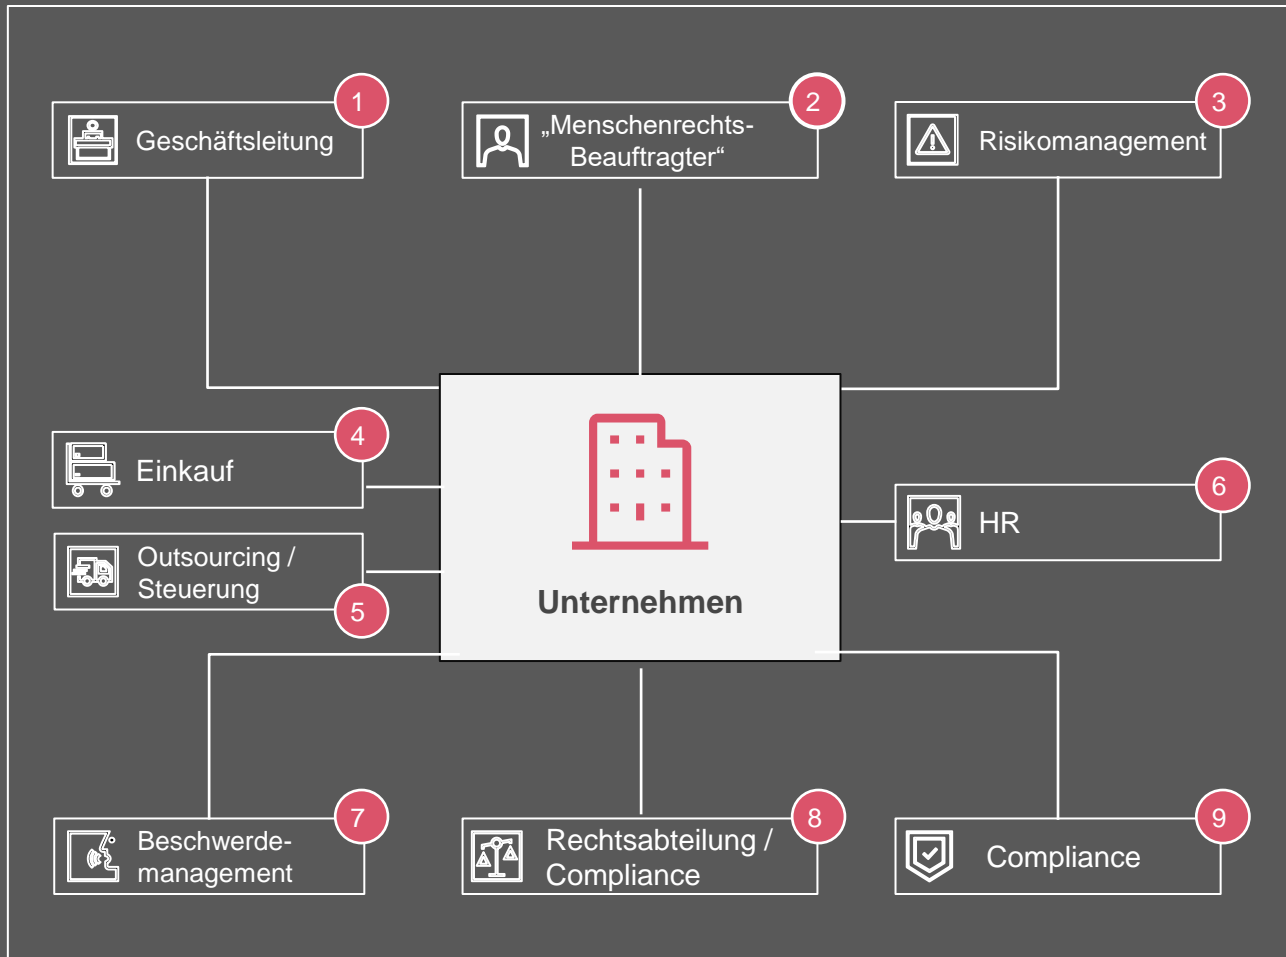 1
Geschäftsleitung
2
„Menschenrechts-
Beauftragter“
3
Risikomanagement
4
Einkauf
Outsourcing /
Steuerung
5
6
HR
Unternehmen
7
Beschwerde-
management
8
Rechtsabteilung /
Compliance
9
Compliance